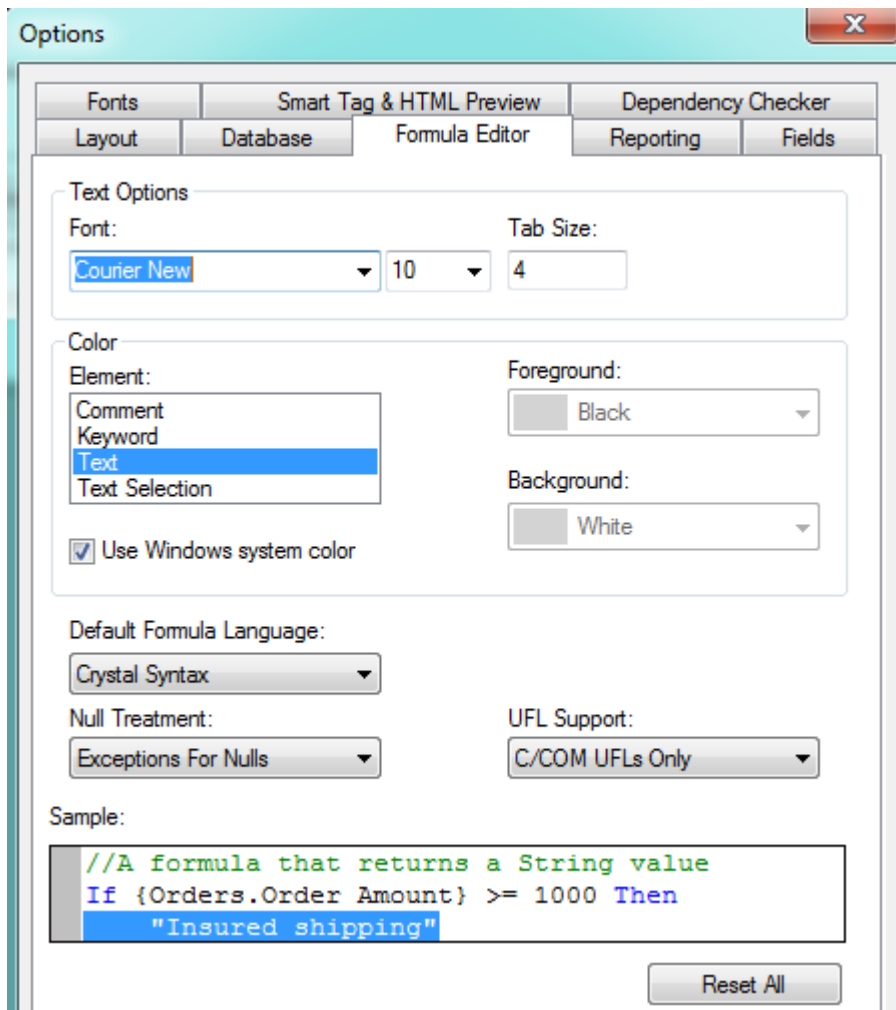 Options
Fonts Smart Tag & HTML Preview Dependency Checker
Layout Database Formula Editor Reporting Fields
Text Options
Font: Tab Size:
Courier New 10 4
Color
Element: Foreground:
Comment Black
Keyword
Text
Text Selection Background:
White
Use Windows system color
Default Formula Language:
Crystal Syntax
Null Treatment: UFL Support:
Exceptions For Nulls C/COM UFLs Only
Sample:
//A formula that returns a String value
If {Orders.Order Amount} >= 1000 Then
"Insured shipping"
Reset All